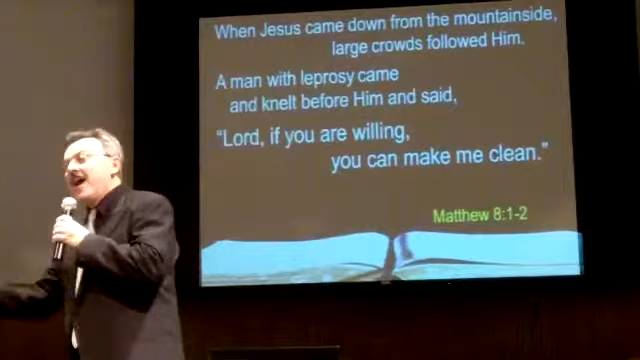 When Jesus came down from the mountainside,
large crowds followed Him.
A man with leprosy came
and knelt before Him and said,
“Lord, if you are willing,
you can make me clean.”
Matthew 8:1-2